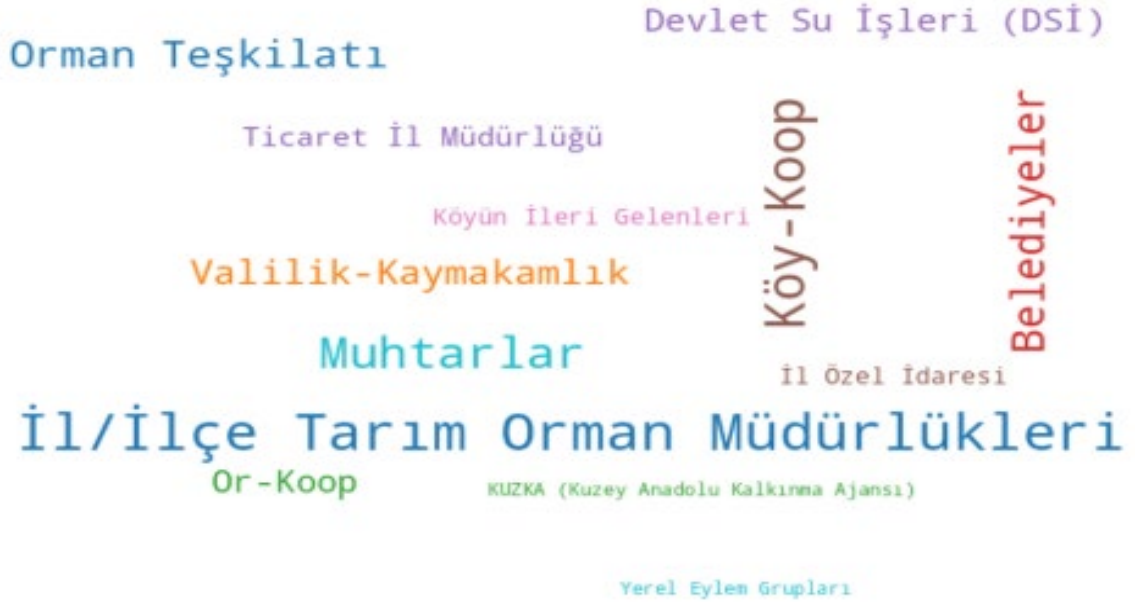 Devlet Su İşleri (DSİ)
Orman Teşkilatı
Ticaret İl Müdürlüğü
Köy-Koop
Belediyeler
Köyün İleri Gelenleri
Valilik-Kaymakamlık
Muhtarlar
İl Özel İdaresi
İl/İlçe Tarım Orman Müdürlükleri
Or-Koop
KUZKA (Kuzey Anadolu Kalkınma Ajansı)
Yerel Eylem Grupları